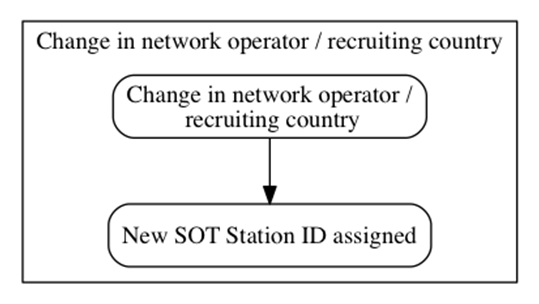 Change in network operator / recruiting country
Change in network operator /
recruiting country
New SOT Station ID assigned